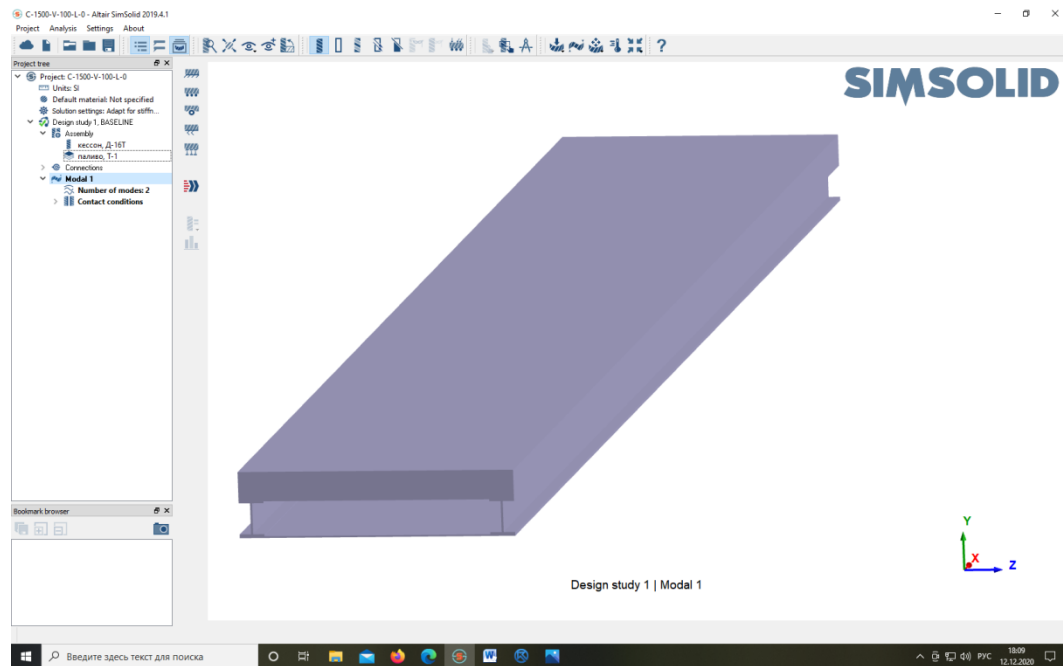 C-1500-V-100-L-0 - Altair SimSolid 2019.4.1
Project Analysis Settings About
Project tree
Project: C-1500-V-100-L-0
Units: SI
Default material: Not specified
Solution settings: Adapt for stiffn...
Design study 1, BASELINE
Assembly
кессон, Д-16Т
паливо, Т-1
Connections
Modal 1
Number of modes: 2
Contact conditions
SIMSOLID
Bookmark browser
Y
X
Z
Design study 1 | Modal 1
Введите здесь текст для поиска
РУС
18:09
12.12.2020